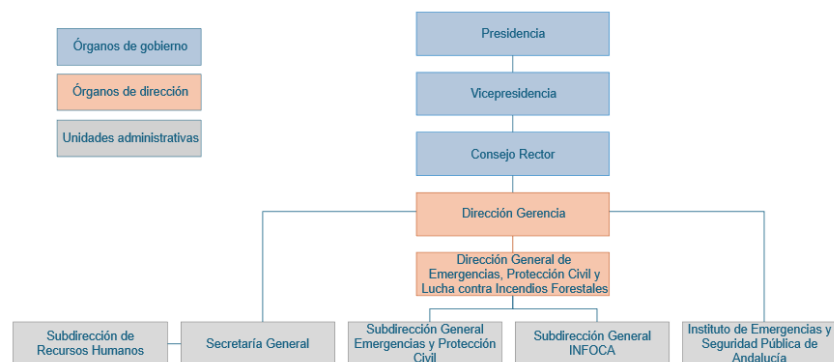 Órganos de gobierno
Órganos de dirección
Unidades administrativas
Presidencia
Vicepresidencia
Consejo Rector
Dirección Gerencia
Dirección General de
Emergencias, Protección Civil y
Lucha contra Incendios Forestales
Subdirección de
Recursos Humanos
Secretaría General
Subdirección General
Emergencias y Protección
Civil
Subdirección General
INFOCA
Instituto de Emergencias y
Seguridad Pública de
Andalucía